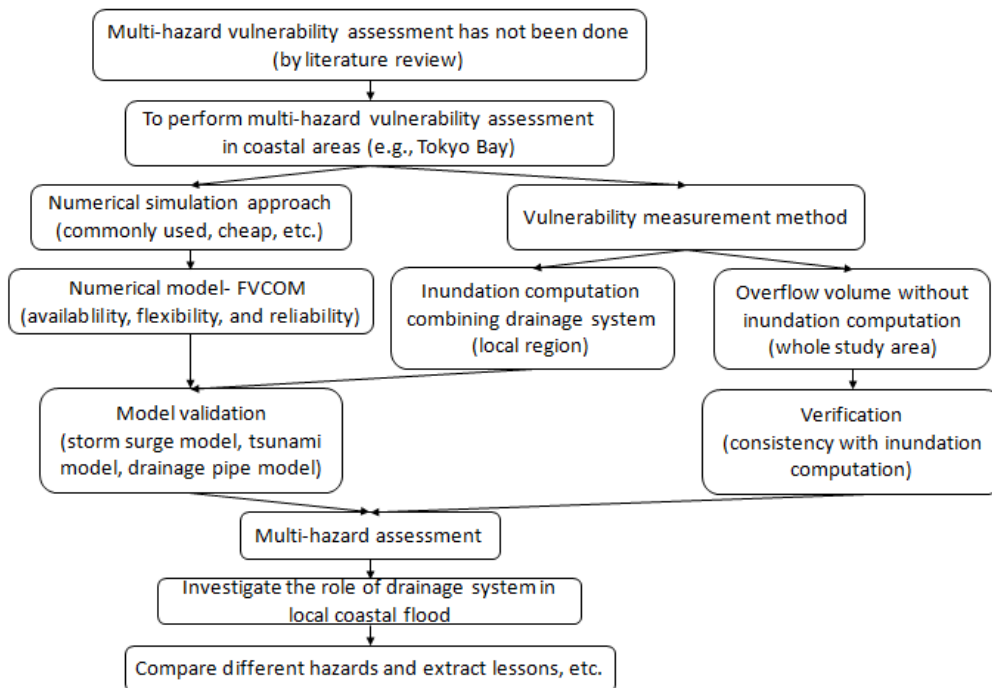 Multi-hazard vulnerability assessment has not been done
(by literature review)
To perform multi-hazard vulnerability assessment
in coastal areas (e.g., Tokyo Bay)
Numerical simulation approach
(commonly used, cheap, etc.)
Vulnerability measurement method
Numerical model- FVCOM
(availablility, flexibility, and reliability)
Inundation computation
combining drainage system
(local region)
Overflow volume without
inundation computation
(whole study area)
Model validation
(storm surge model, tsunami
model, drainage pipe model)
Verification
(consistency with inundation
computation)
Multi-hazard assessment
Investigate the role of drainage system in
local coastal flood
Compare different hazards and extract lessons, etc.